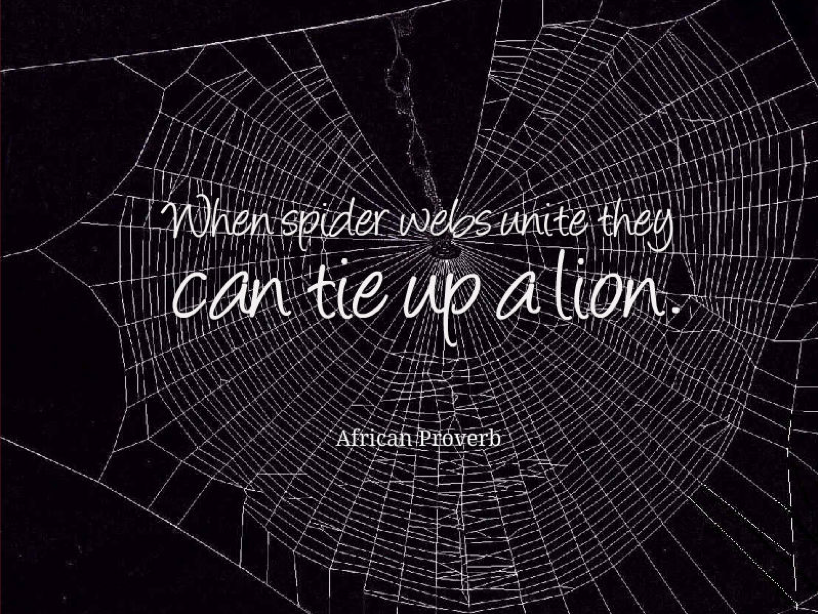 When spider webs unite they
can tie up a lion.
African Proverb